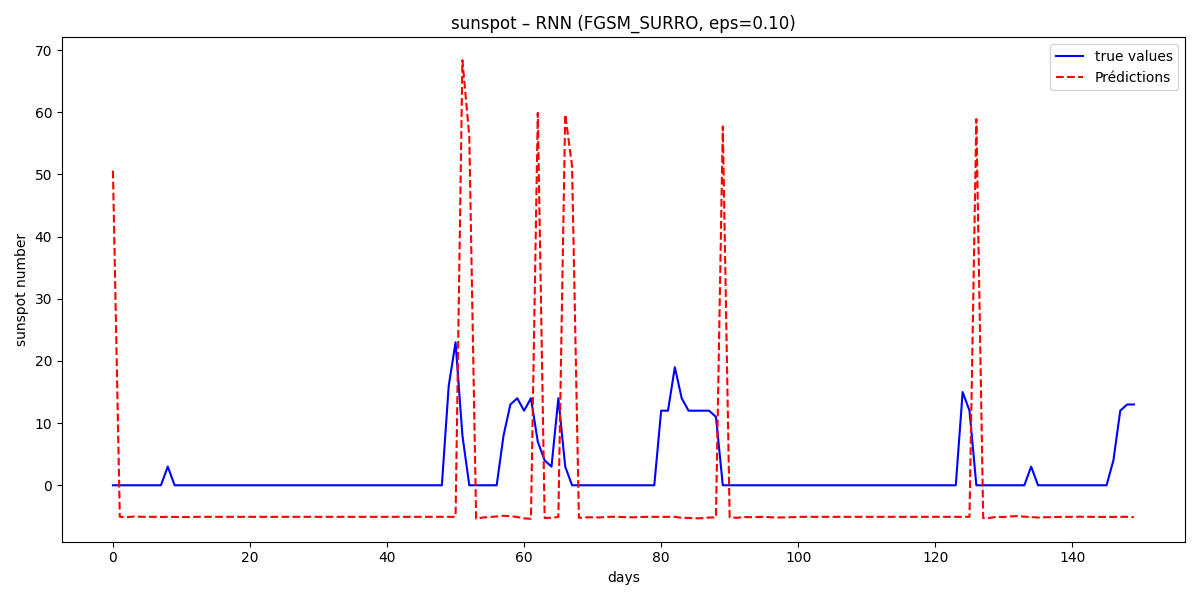 sunspot – RNN (FGSM_SURRO, eps=0.10)
true values
Prédictions
70
60
50
40
30
20
10
0
sunspot number
0 20 40 60 80 100 120 140
days